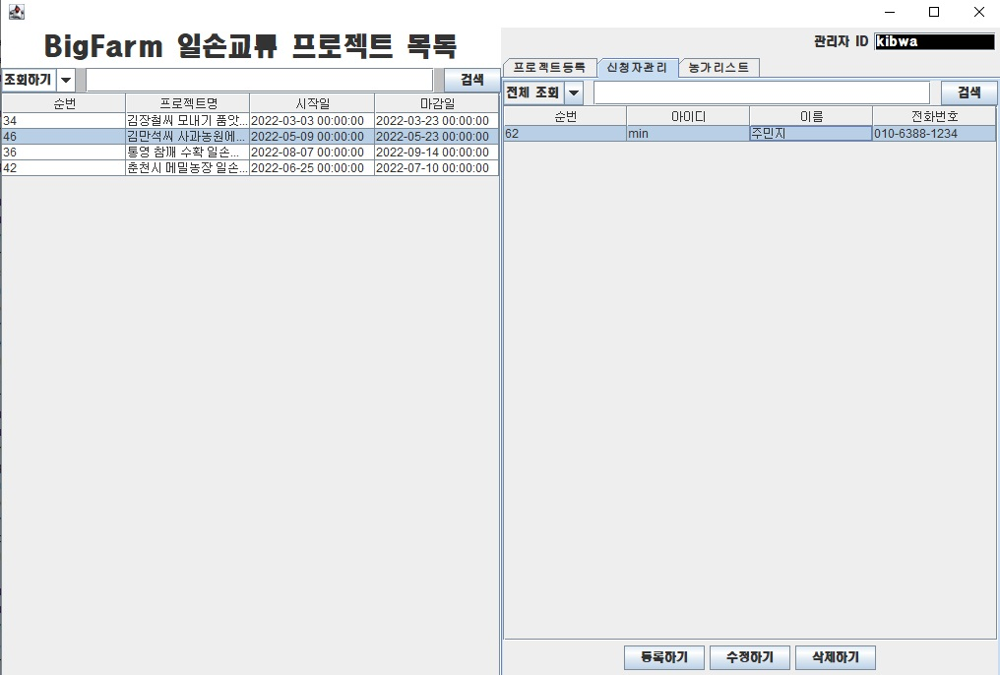 BigFarm 일손교류 프로젝트 목톡
조회하기 검색
순번 프로젝트명 시작일 마감일
34 김장철씨 모내기 품앗... 2022-03-03 00:00:00 2022-03-23 00:00:00
46 김만석씨 사과농원에... 2022-05-09 00:00:00 2022-05-23 00:00:00
36 통영 참깨 수확 일손... 2022-08-07 00:00:00 2022-09-14 00:00:00
42 춘천시 메밀농장 일손... 2022-06-25 00:00:00 2022-07-10 00:00:00
관리자 ID kibwa
프로젝트등록 신청자관리 농가리스트
전체 조회 검색
순번 아이디 이름 전화번호
62 min 주민지 010-6388-1234
등록하기 수정하기 삭제하기